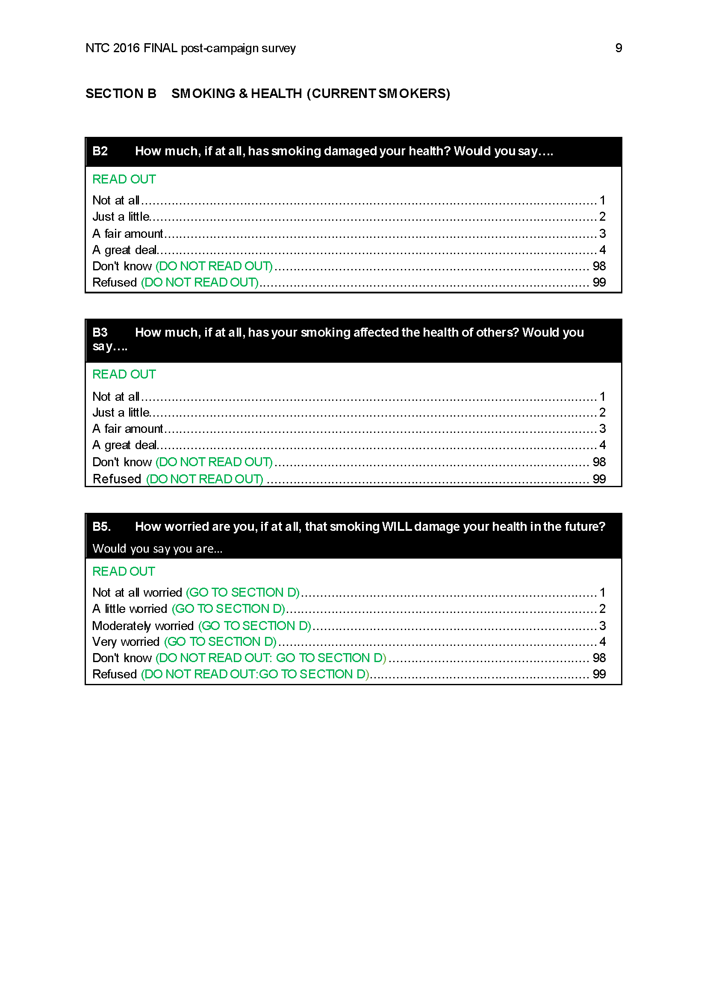 NTC 2016 FINAL post-campaign survey 9
SECTION B SMOKING & HEALTH (CURRENT SMOKERS)
B2 How much, if at all, has smoking damaged your health? Would you say….
READ OUT
Not at all........................................................................................................................ 1
Just a little...................................................................................................................... 2
A fair amount.................................................................................................................. 3
A great deal.................................................................................................................... 4
Don't know (DO NOT READ OUT).................................................................................... 98
Refused (DO NOT READ OUT)........................................................................................ 99
B3 How much, if at all, has your smoking affected the health of others? Would you
say….
READ OUT
Not at all........................................................................................................................ 1
Just a little...................................................................................................................... 2
A fair amount.................................................................................................................. 3
A great deal.................................................................................................................... 4
Don't know (DO NOT READ OUT).................................................................................... 98
Refused (DO NOT READ OUT) ...................................................................................... 99
B5. How worried are you, if at all, that smoking WILL damage your health in the future?
Would you say you are...
READ OUT
Not at all worried (GO TO SECTION D).............................................................................. 1
A little worried (GO TO SECTION D).................................................................................. 2
Moderately worried (GO TO SECTION D)........................................................................... 3
Very worried (GO TO SECTION D).................................................................................... 4
Don't know (DO NOT READ OUT: GO TO SECTION D)..................................................... 98
Refused (DO NOT READ OUT:GO TO SECTION D).......................................................... 99